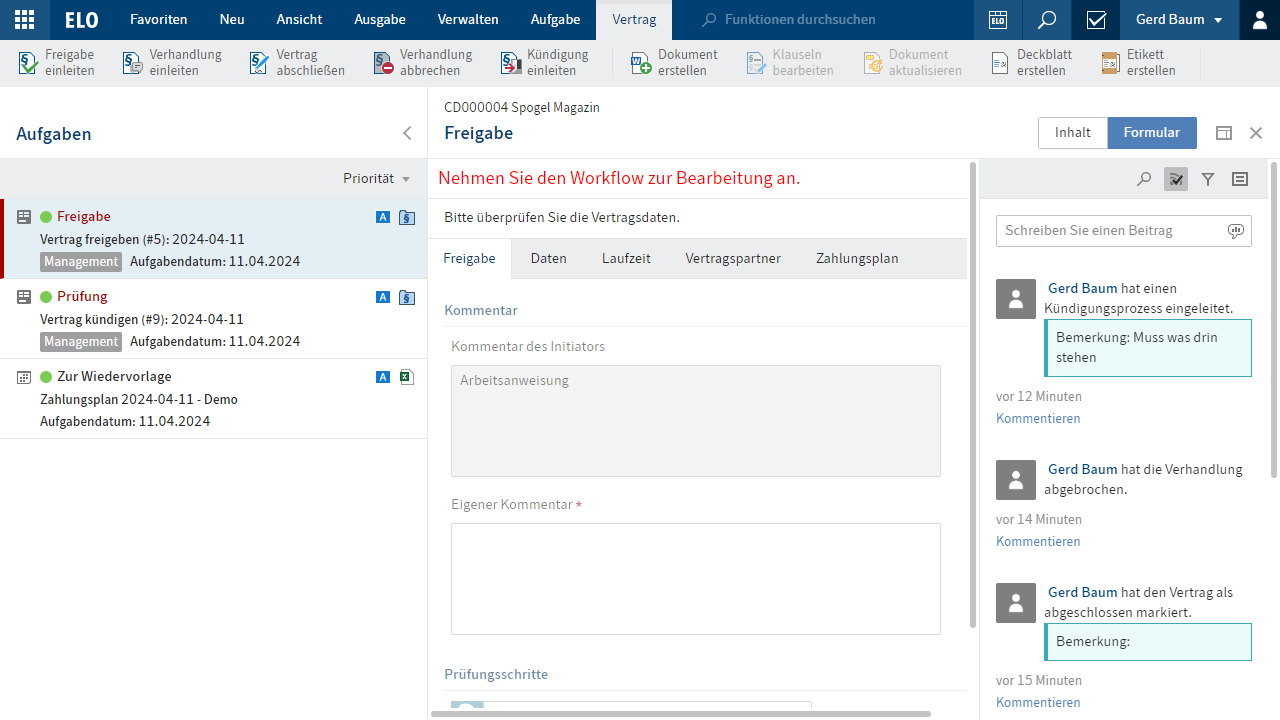 ELO
Favoriten
Neu
Ansicht
Ausgabe
Verwalten
Aufgabe
Vertrag
Funktionen durchsuchen
ELO
Gerd Baum
Freigabe
einleiten
Verhandlung
einleiten
Vertrag
abschließen
Verhandlung
abbrechen
Kündigung
einleiten
Dokument
erstellen
Klauseln
bearbeiten
Dokument
aktualisieren
Deckblatt
erstellen
Etikett
erstellen
Aufgaben
Priorität
Freigabe
A
§
Vertrag freigeben (#5): 2024-04-11
Management Aufgabendatum: 11.04.2024
Prüfung
A
§
Vertrag kündigen (#9): 2024-04-11
Management Aufgabendatum: 11.04.2024
Zur Wiedervorlage
A
Zahlungsplan 2024-04-11 - Demo
Aufgabendatum: 11.04.2024
CD000004 Spogel Magazin
Freigabe
Inhalt
Formular
Nehmen Sie den Workflow zur Bearbeitung an.
Bitte überprüfen Sie die Vertragsdaten.
Freigabe
Daten
Laufzeit
Vertragspartner
Zahlungsplan
Kommentar
Kommentar des Initiators
Arbeitsanweisung
Eigener Kommentar *
Prüfungsschritte
Schreiben Sie einen Beitrag
Gerd Baum hat einen
Kündigungsprozess eingeleitet.
Bemerkung: Muss was drin
stehen
vor 12 Minuten
Kommentieren
Gerd Baum hat die Verhandlung
abgebrochen.
vor 14 Minuten
Kommentieren
Gerd Baum hat den Vertrag als
abgeschlossen markiert.
Bemerkung:
vor 15 Minuten
Kommentieren